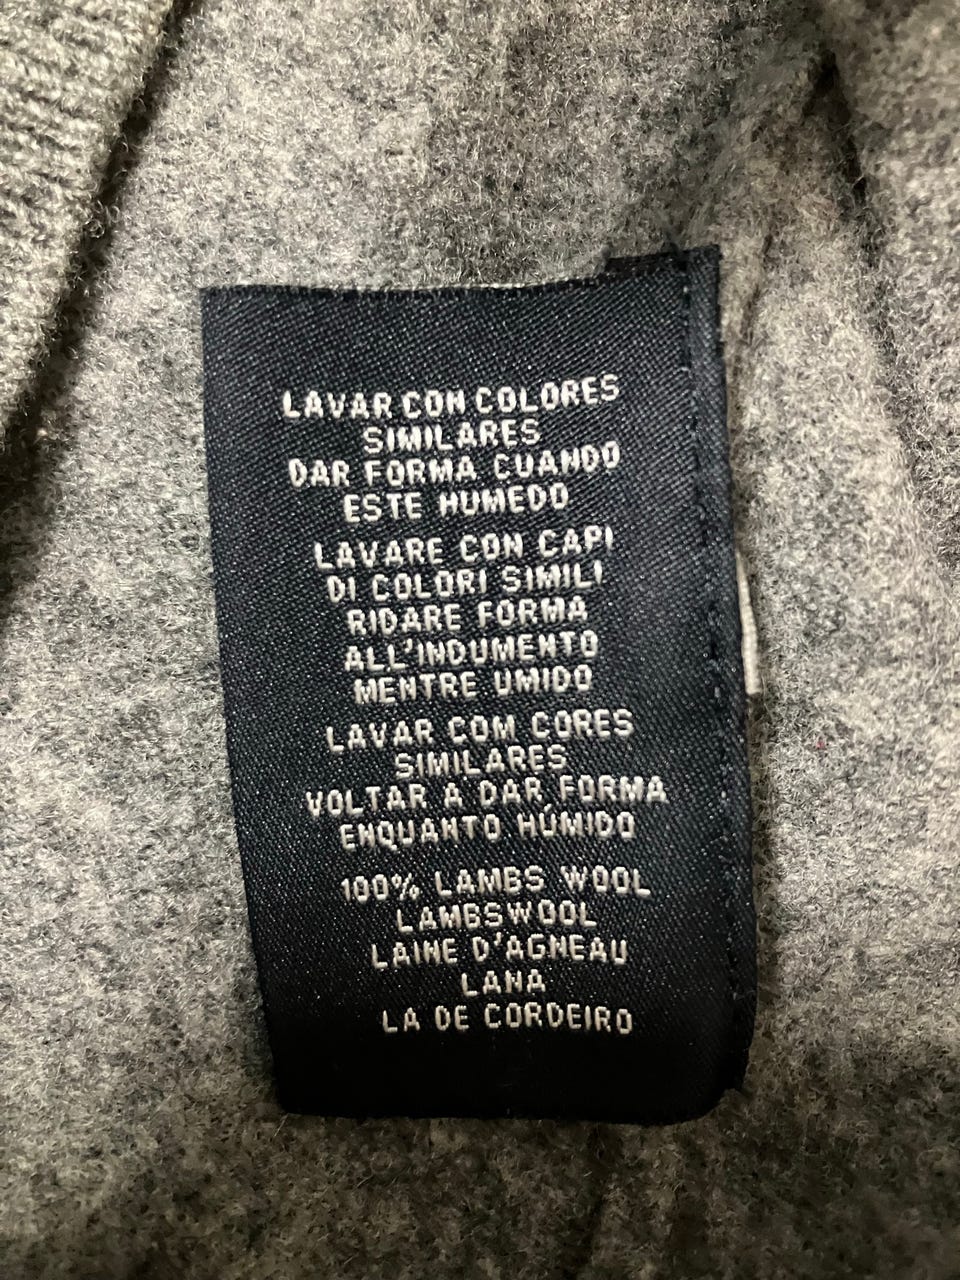 LAVAR CON COLORES
SIMILARES
DAR FORMA CUANDO
ESTE HUMEDO
LAVARE CON CAPI
DI COLORI SIMILI
RIDARE FORMA
ALL'INDUMENTO
MENTRE UMIDO
LAVAR COM CORES
SIMILARES
VOLTAR A DAR FORMA
ENQUANTO HÚMIDO
100% LAMBS WOOL
LAMBSWOOL
LAINE D'AGNEAU
LANA
LA DE CORDEIRO